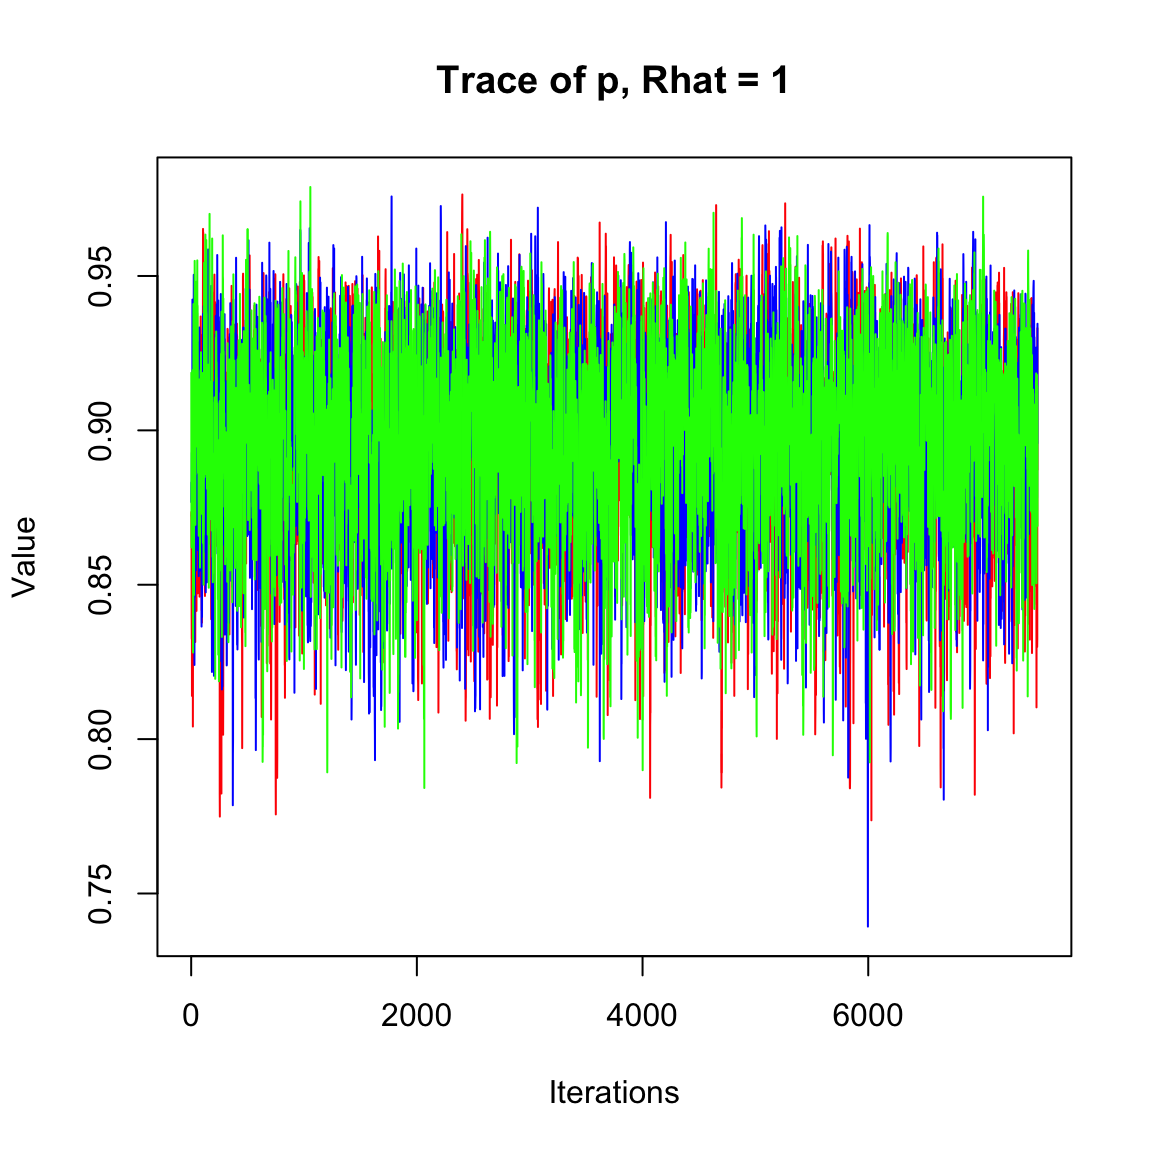 Trace of p, Rhat = 1
Value
0.95
0.90
0.85
0.80
0.75
0 2000 4000 6000
Iterations